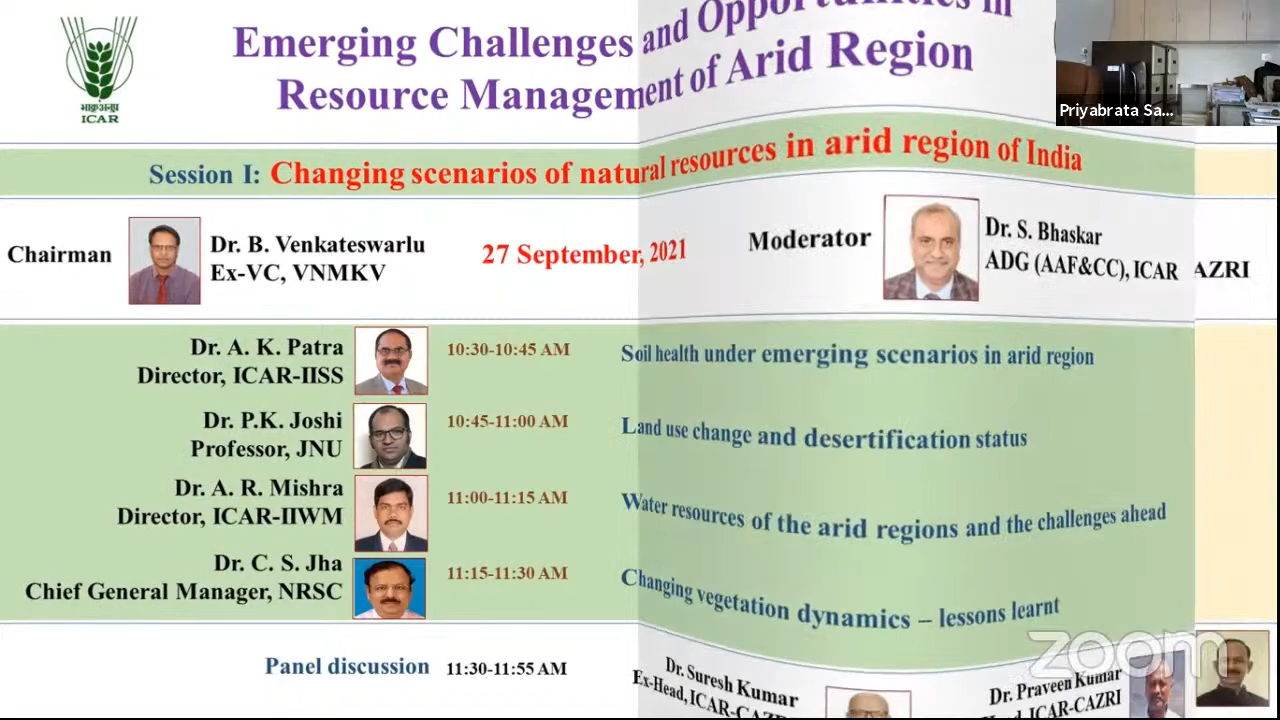 Emerging Challenges and Opportunities in
Resource Management of Arid Region
ICAR
Priyabrata Sa...
Session I: Changing scenarios of natural resources in arid region of India
Chairman
Dr. B. Venkateswarlu
Ex-VC, VNMKV
27 September, 2021
Moderator
Dr. S. Bhaskar
ADG (AAF&CC), ICAR
AZRI
Dr. A. K. Patra
Director, ICAR-IISS
10:30-10:45 AM
Soil health under emerging scenarios in arid region
Dr. P.K. Joshi
Professor, JNU
10:45-11:00 AM
Land use change and desertification status
Dr. A. R. Mishra
Director, ICAR-IIWM
11:00-11:15 AM
Water resources of the arid regions and the challenges ahead
Dr. C. S. Jha
Chief General Manager, NRSC
11:15-11:30 AM
Changing vegetation dynamics – lessons learnt
Panel discussion
11:30-11:55 AM
Dr. Suresh Kumar
Ex-Head, ICAR-CAZRI
Dr. Praveen Kumar
ICAR-CAZRI
zoom